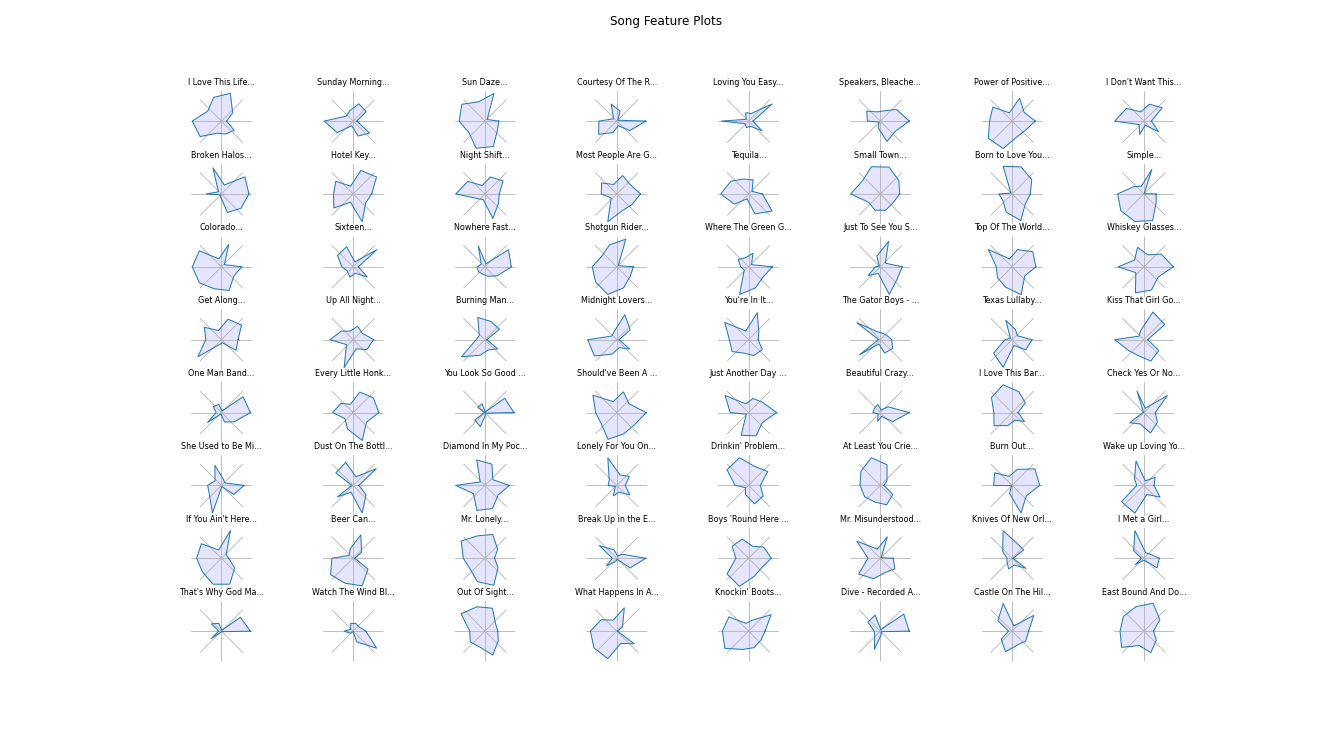 Song Feature Plots
I Love This Life... Sunday Morning... Sun Daze... Courtesy Of The R... Loving You Easy... Speakers, Bleache... Power of Positive... I Don't Want This...
Broken Halos... Hotel Key... Night Shift... Most People Are G... Tequila... Small Town... Born to Love You... Simple...
Colorado... Sixteen... Nowhere Fast... Shotgun Rider... Where The Green G... Just To See You S... Top Of The World... Whiskey Glasses...
Get Along... Up All Night... Burning Man... Midnight Lovers... You're In It... The Gator Boys - ... Texas Lullaby... Kiss That Girl Go...
One Man Band... Every Little Honk... You Look So Good ... Should've Been A ... Just Another Day ... Beautiful Crazy... I Love This Bar... Check Yes Or No...
She Used to Be Mi... Dust On The Bottl... Diamond In My Poc... Lonely For You On... Drinkin' Problem... At Least You Crie... Burn Out... Wake up Loving Yo...
If You Ain't Here... Beer Can... Mr. Lonely... Break Up in the E... Boys 'Round Here ... Mr. Misunderstood... Knives Of New Orl... I Met a Girl...
That's Why God Ma... Watch The Wind Bl... Out Of Sight... What Happens In A... Knockin' Boots... Dive - Recorded A... Castle On The Hil... East Bound And Do...